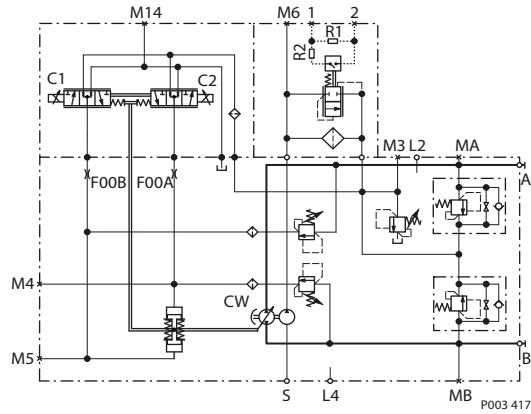 M14
M6 1 2
R1
R2
C1
C2
M3 L2 MA
F00B F00A
A
M4
CW
M5
B
S L4 MB
P003 417